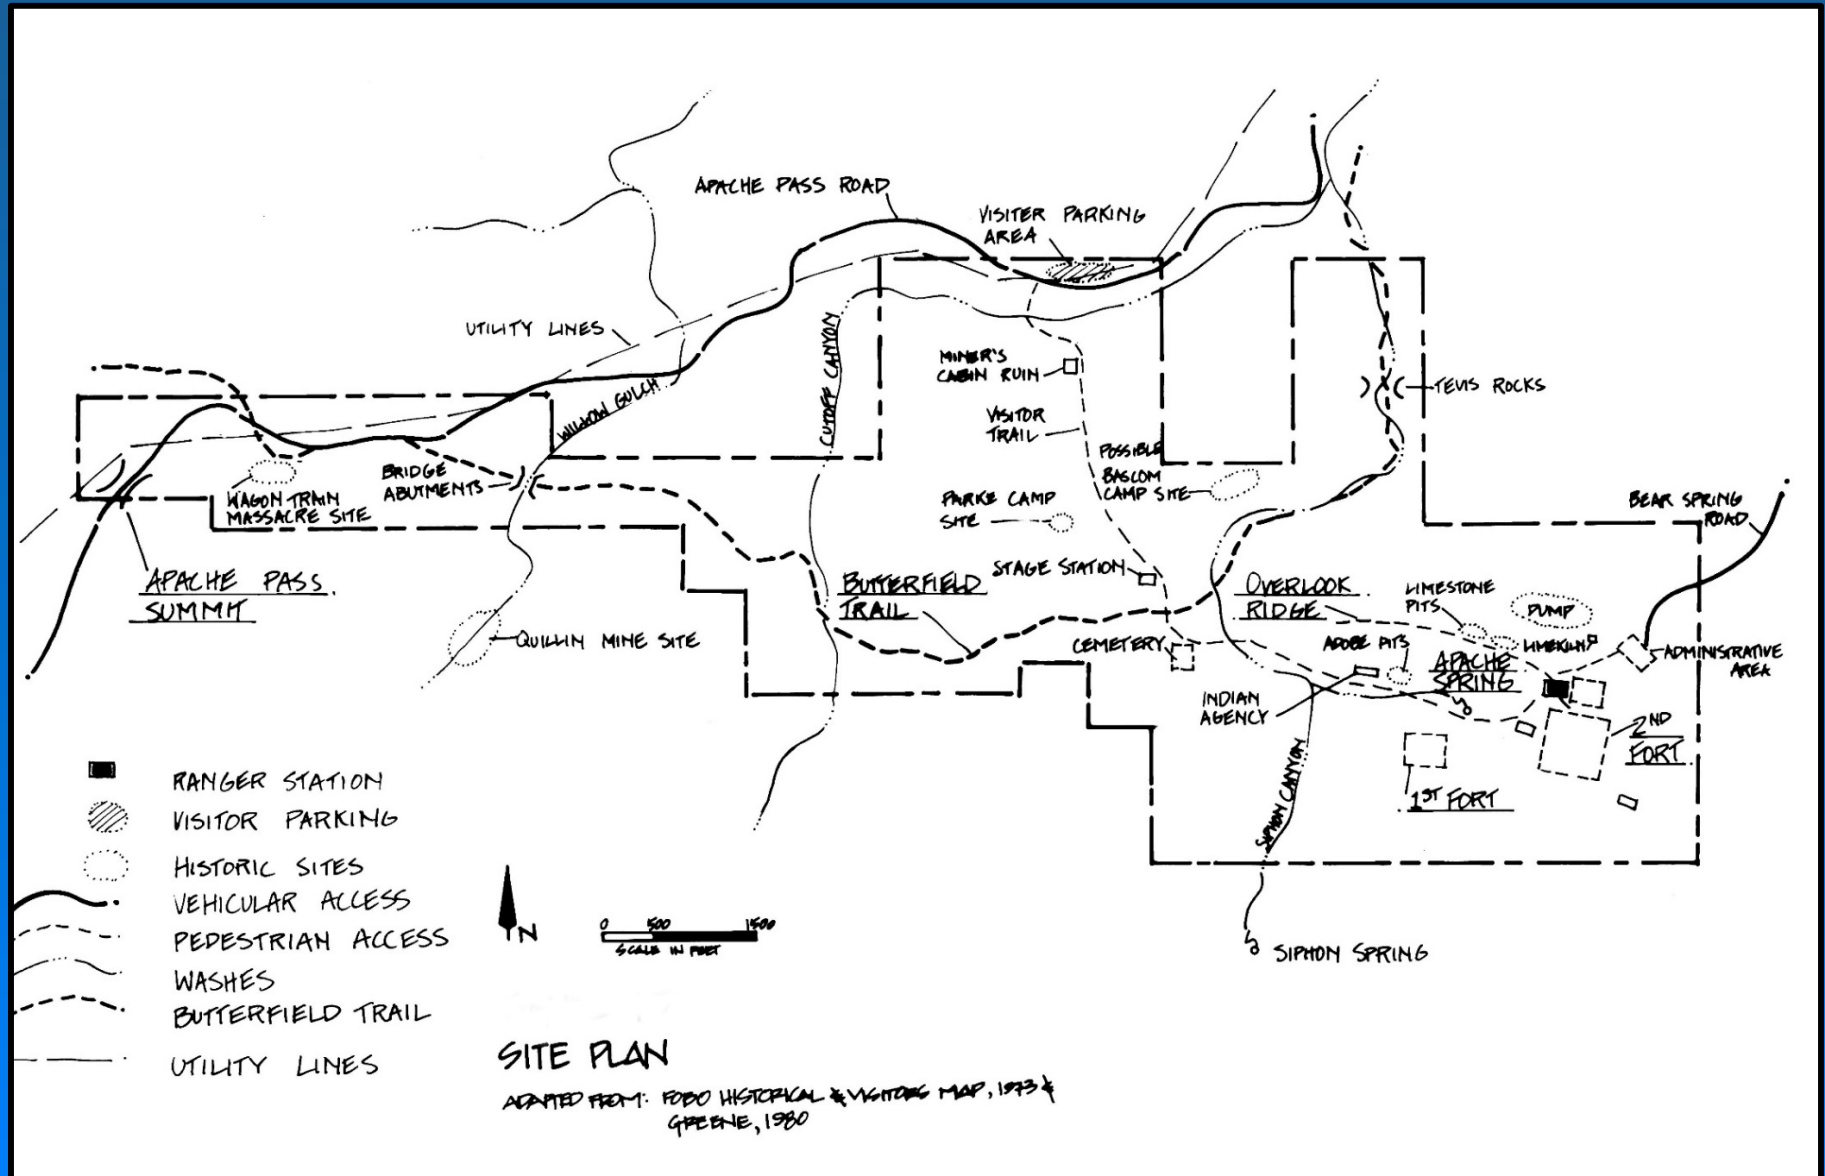 APACHE PASS ROAD
VISITER PARKING
AREA
UTILITY LINES
WILLOW GULCH
CUTOFF CANYON
MINER'S
CABIN RUIN
TEVIS ROCKS
VISITOR
TRAIL
POSSIBLE
BASCOM
CAMP SITE
BRIDGE
ABUTMENTS
WAGON TRAIN
MASSACRE SITE
PARKE CAMP
SITE
BEAR SPRING
ROAD
APACHE PASS
SUMMIT
STAGE STATION
BUTTERFIELD
TRAIL
OVERLOOK
RIDGE
LIMESTONE
PITS
PUMP
QUILLIN MINE SITE
CEMETERY
ADOBE PITS
LIMEKILN
ADMINISTRATIVE
AREA
APACHE
SPRING
INDIAN
AGENCY
2ND
FORT
1ST FORT
SIPHON CANYON
SIPHON SPRING
RANGER STATION
VISITOR PARKING
HISTORIC SITES
VEHICULAR ACCESS
PEDESTRIAN ACCESS
WASHES
BUTTERFIELD TRAIL
UTILITY LINES
N
0 500 1500
SCALE IN FEET
SITE PLAN
ADAPTED FROM: FOBO HISTORICAL & VISITORS MAP, 1973 &
GREENE, 1980